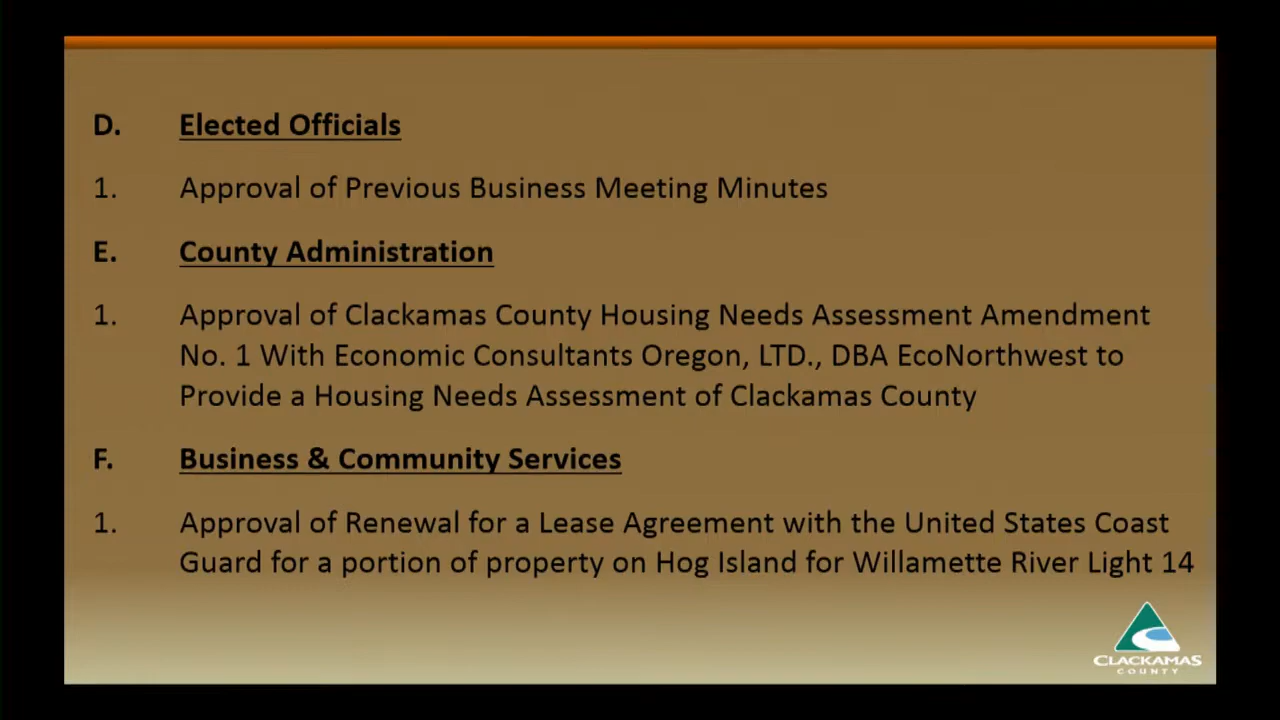 D. Elected Officials
1. Approval of Previous Business Meeting Minutes
E. County Administration
1. Approval of Clackamas County Housing Needs Assessment Amendment
No. 1 With Economic Consultants Oregon, LTD., DBA EcoNorthwest to
Provide a Housing Needs Assessment of Clackamas County
F. Business & Community Services
1. Approval of Renewal for a Lease Agreement with the United States Coast
Guard for a portion of property on Hog Island for Willamette River Light 14
CLACKAMAS
COUNTY